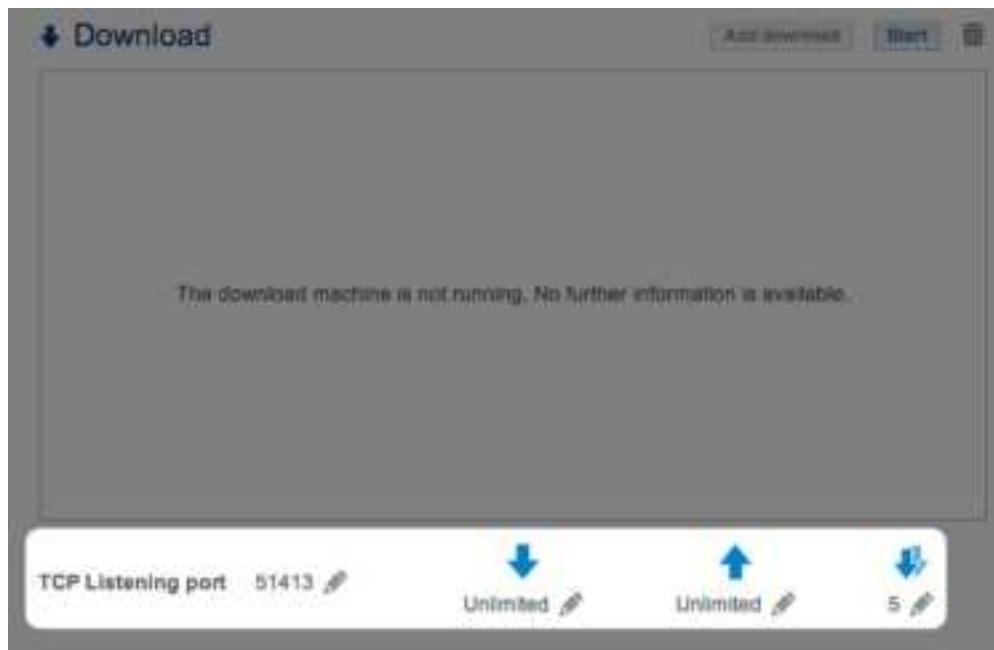 Download
Add download
Start
The download machine is not running. No further information is available.
TCP Listening port 51413
Unlimited
Unlimited
5